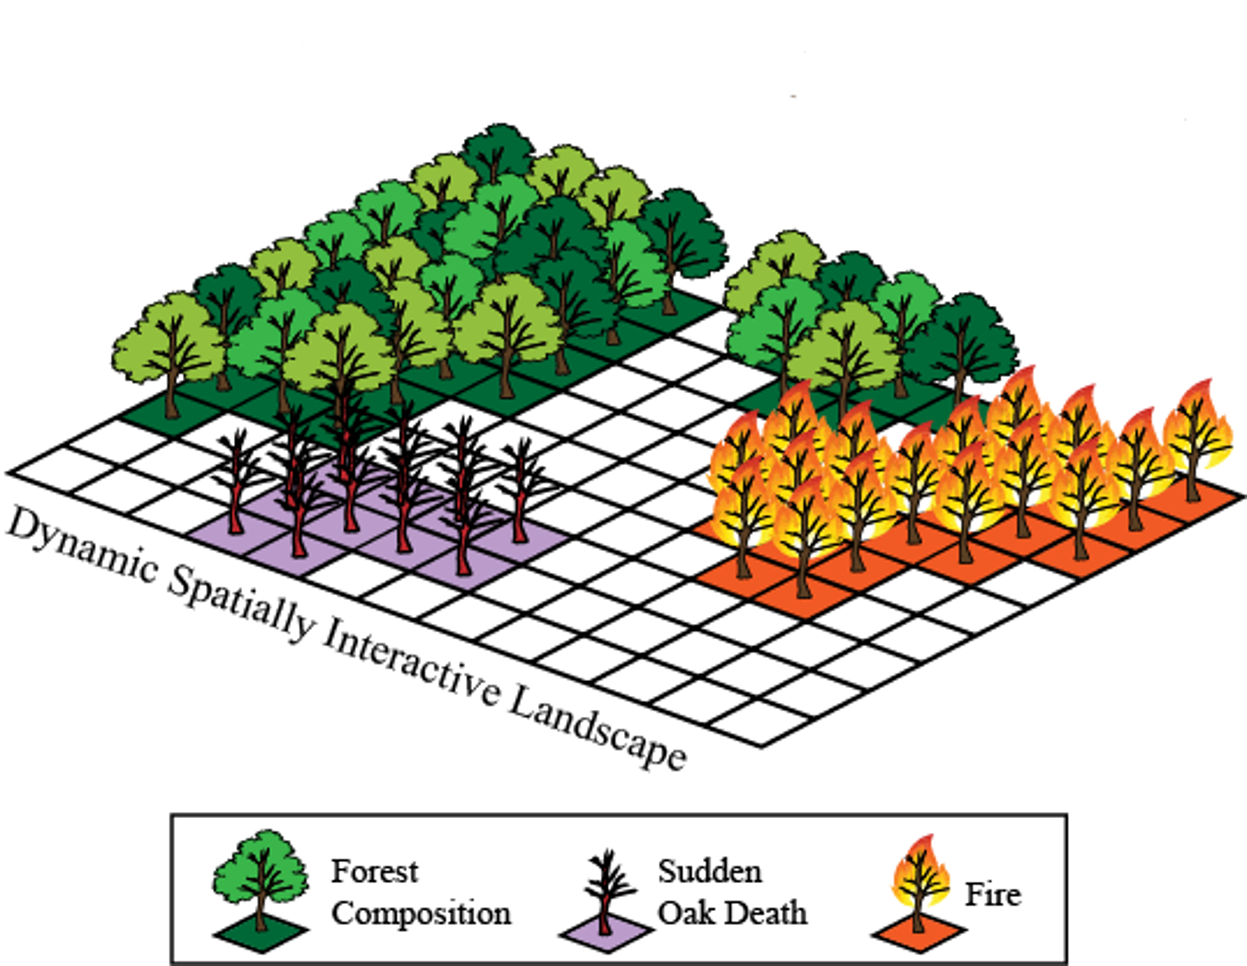 Dynamic Spatially Interactive Landscape
Forest
Composition
Sudden
Oak Death
Fire